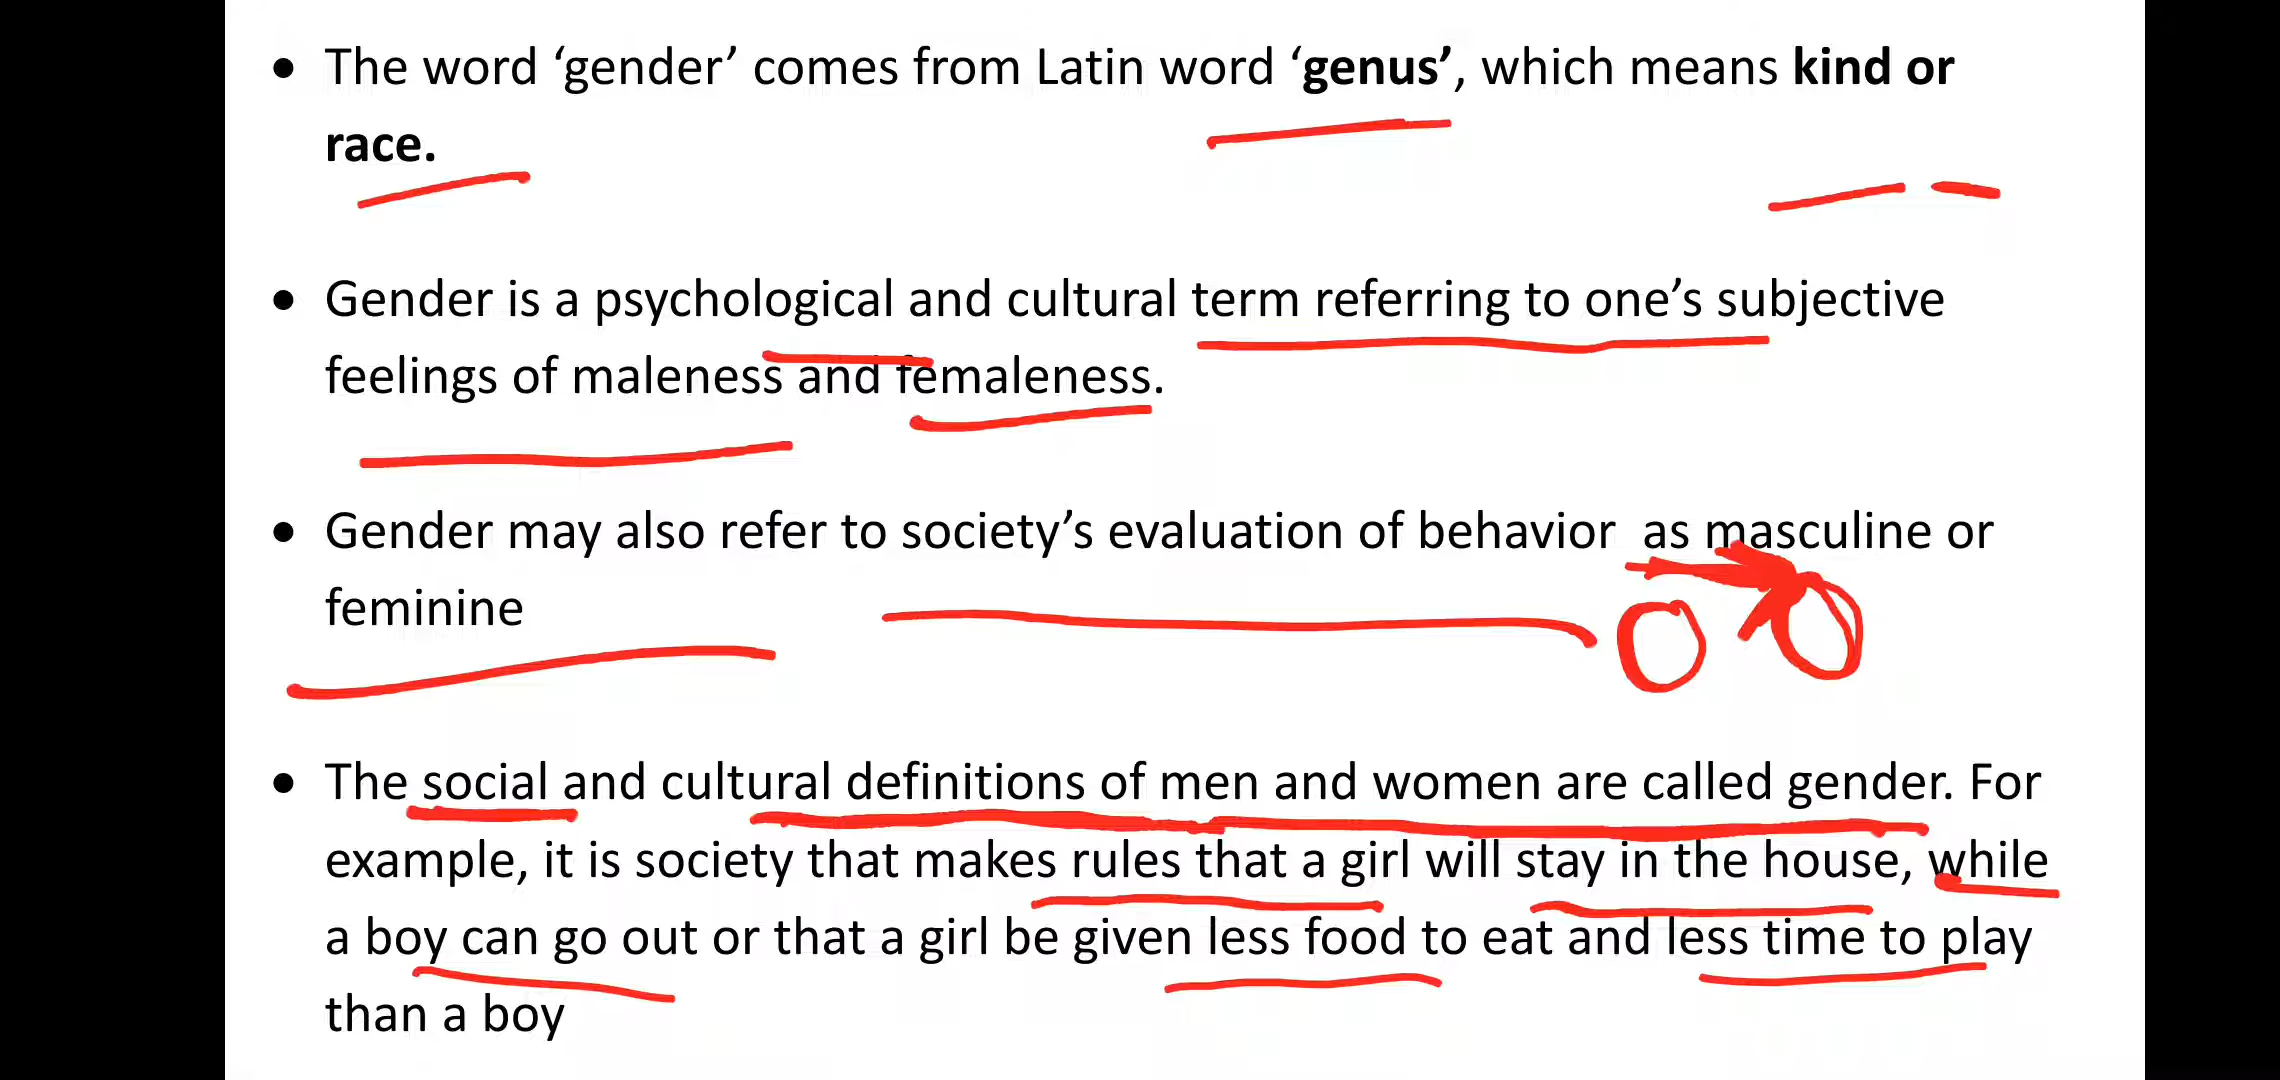 • The word ‘gender’ comes from Latin word ‘genus’, which means kind or
race.
• Gender is a psychological and cultural term referring to one’s subjective
feelings of maleness and femaleness.
• Gender may also refer to society’s evaluation of behavior as masculine or
feminine
• The social and cultural definitions of men and women are called gender. For
example, it is society that makes rules that a girl will stay in the house, while
a boy can go out or that a girl be given less food to eat and less time to play
than a boy